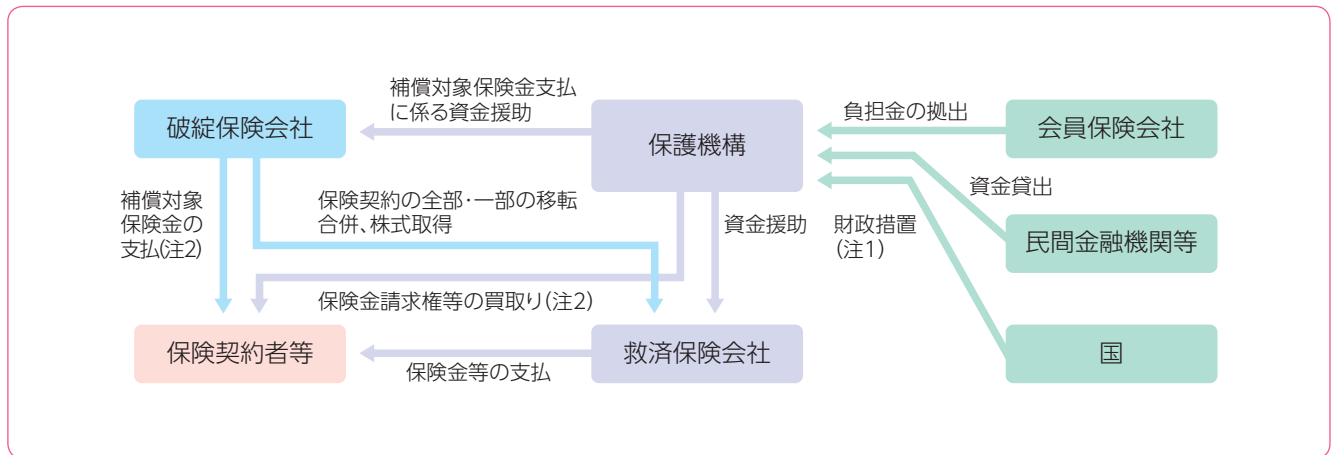 補償対象保険金支払
に係る資金援助
破綻保険会社
保護機構
負担金の拠出
会員保険会社
補償対象
保険金の
支払(注2)
保険契約の全部・一部の移転
合併、株式取得
資金援助
財政措置
(注1)
資金貸出
民間金融機関等
保険金請求権等の買取り(注2)
保険契約者等
保険金等の支払
救済保険会社
国